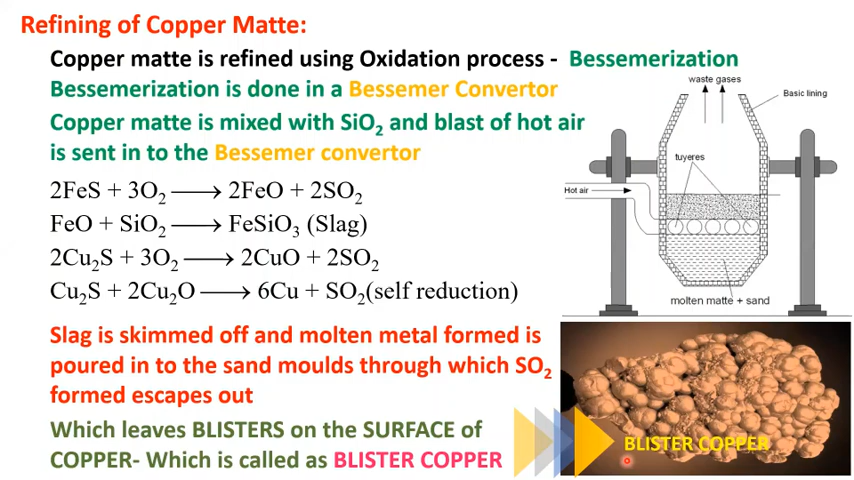 Refining of Copper Matte:
Copper matte is refined using Oxidation process - Bessemerization
Bessemerization is done in a Bessemer Convertor
Copper matte is mixed with SiO₂ and blast of hot air
is sent in to the Bessemer convertor
2FeS + 3O₂ ⟶ 2FeO + 2SO₂
FeO + SiO₂ ⟶ FeSiO₃ (Slag)
2Cu₂S + 3O₂ ⟶ 2CuO + 2SO₂
Cu₂S + 2Cu₂O ⟶ 6Cu + SO₂(self reduction)
Slag is skimmed off and molten metal formed is
poured in to the sand moulds through which SO₂
formed escapes out
Which leaves BLISTERS on the SURFACE of
COPPER- Which is called as BLISTER COPPER
waste gases
Basic lining
tuyeres
Hot air
molten matte + sand
BLISTER COPPER